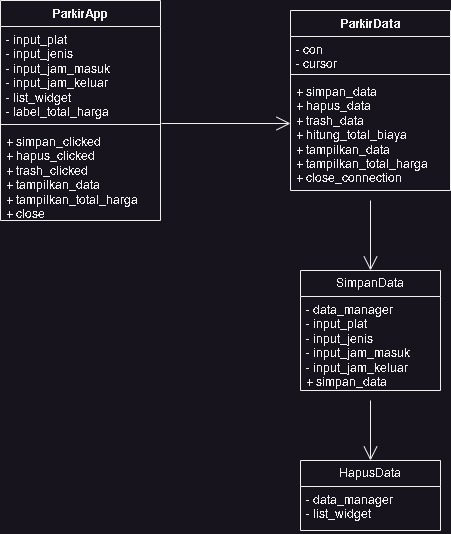 ParkirApp
- input_plat
- input_jenis
- input_jam_masuk
- input_jam_keluar
- list_widget
- label_total_harga
+ simpan_clicked
+ hapus_clicked
+ trash_clicked
+ tampilkan_data
+ tampilkan_total_harga
+ close
ParkirData
- con
- cursor
+ simpan_data
+ hapus_data
+ trash_data
+ hitung_total_biaya
+ tampilkan_data
+ tampilkan_total_harga
+ close_connection
SimpanData
- data_manager
- input_plat
- input_jenis
- input_jam_masuk
- input_jam_keluar
+ simpan_data
HapusData
- data_manager
- list_widget